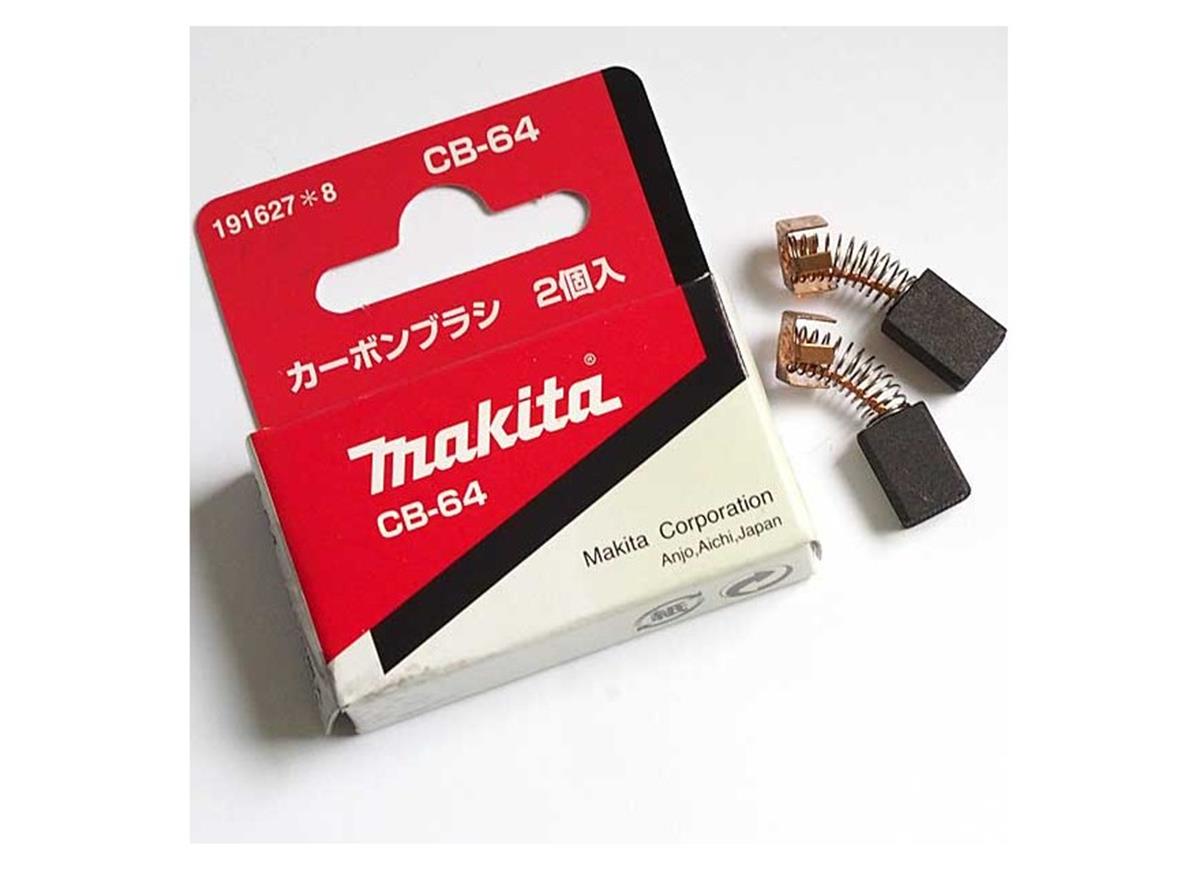 CB-64
191627*8
カーボンブラシ 2個入
makita®
CB-64
Makita Corporation
Anjo,Aichi,Japan
紙